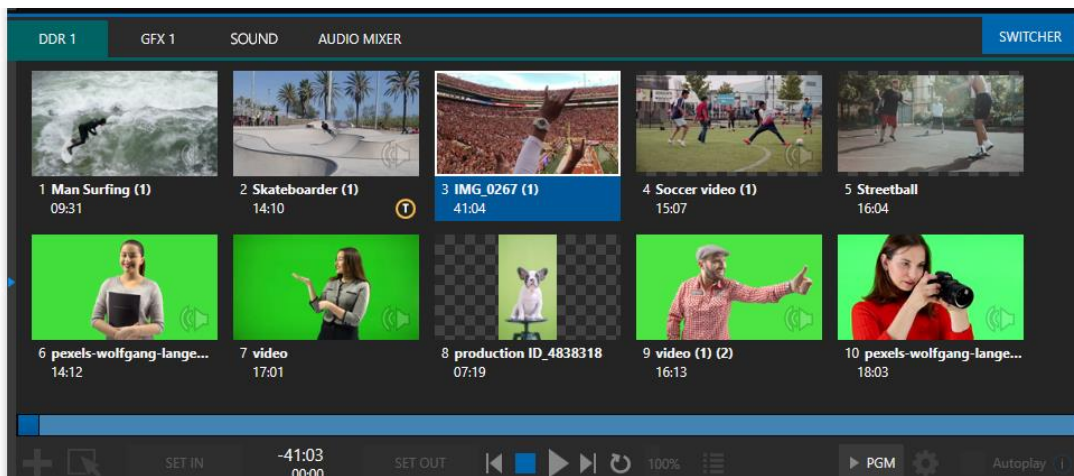 DDR 1 GFX 1 SOUND AUDIO MIXER SWITCHER
1 Man Surfing (1) 2 Skateboarder (1) 3 IMG_0267 (1) 4 Soccer video (1) 5 Streetball
09:31 14:10 T 41:04 15:07 16:04
6 pexels-wolfgang-lange... 7 video 8 production ID_4838318 9 video (1) (2) 10 pexels-wolfgang-lange...
14:12 17:01 07:19 16:13 18:03
SET IN -41:03 SET OUT 100% PGM Autoplay
00:00